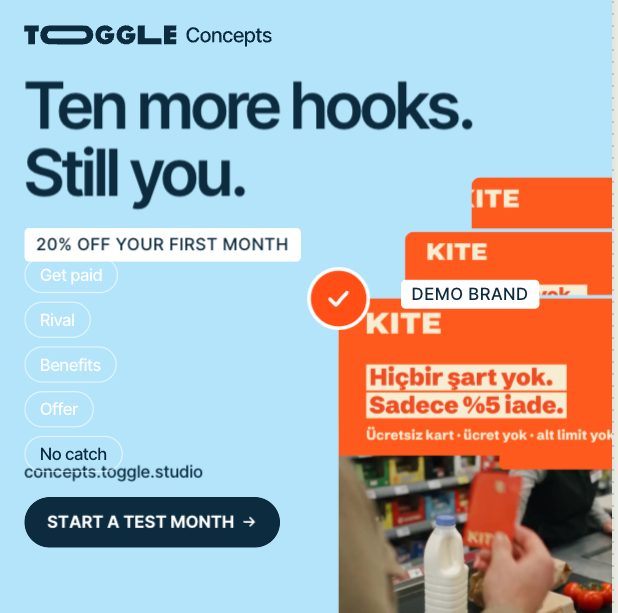 TOGGLE Concepts
Ten more hooks.
Still you.
20% OFF YOUR FIRST MONTH
Get paid
Rival
Benefits
Offer
No catch
concepts.toggle.studio
START A TEST MONTH →
KITE
KITE
yok.
DEMO BRAND
KITE
Hiçbir şart yok.
Sadece %5 iade.
Ücretsiz kart · ücret yok · alt limit yok
KITE